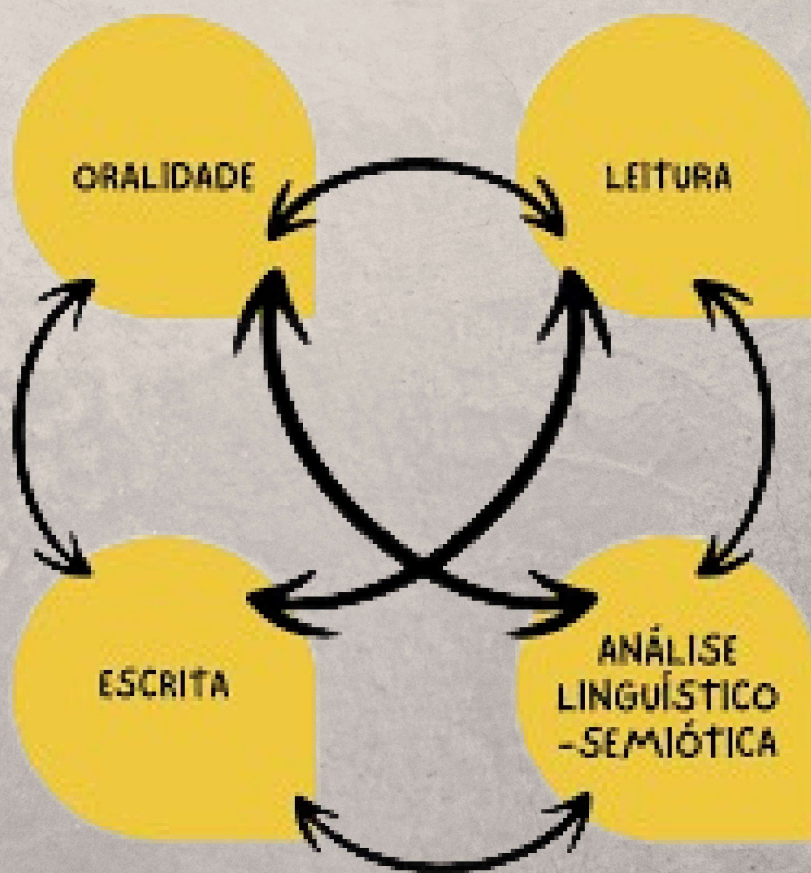 ORALIDADE
LEITURA
ESCRITA
ANÁLISE
LINGUÍSTICO
-SEMIÓTICA